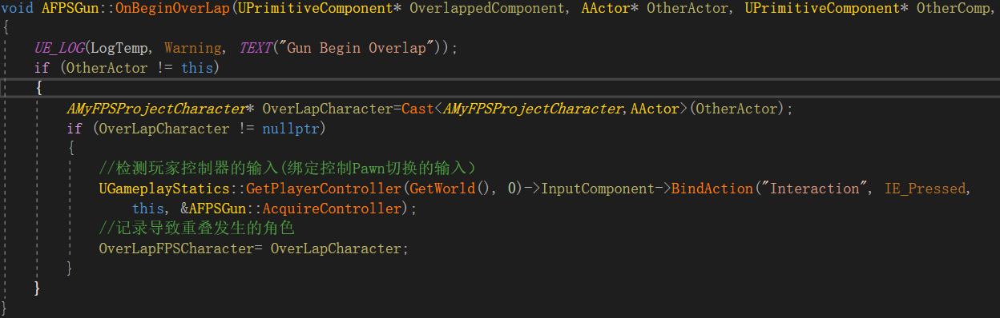 void AFPSGun::OnBeginOverLap(UPrimitiveComponent* OverlappedComponent, AActor* OtherActor, UPrimitiveComponent* OtherComp,
{
UE_LOG(LogTemp, Warning, TEXT("Gun Begin Overlap"));
if (OtherActor != this)
{
AMyFPSProjectCharacter* OverLapCharacter=Cast<AMyFPSProjectCharacter,AActor>(OtherActor);
if (OverLapCharacter != nullptr)
{
//检测玩家控制器的输入(绑定控制Pawn切换的输入）
UGameplayStatics::GetPlayerController(GetWorld(), 0)->InputComponent->BindAction("Interaction", IE_Pressed,
this, &AFPSGun::AcquireController);
//记录导致重叠发生的角色
OverLapFPSCharacter= OverLapCharacter;
}
}
}